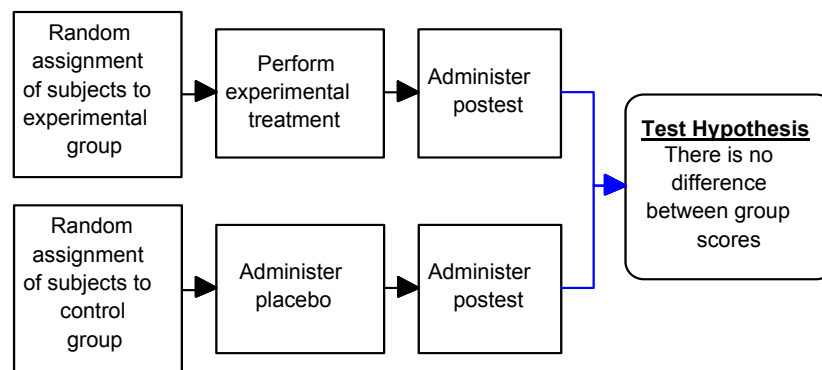 Random
assignment
of subjects to
experimental
group
Perform
experimental
treatment
Administer
postest
Test Hypothesis
There is no
difference
between group
scores
Random
assignment
of subjects to
control
group
Administer
placebo
Administer
postest